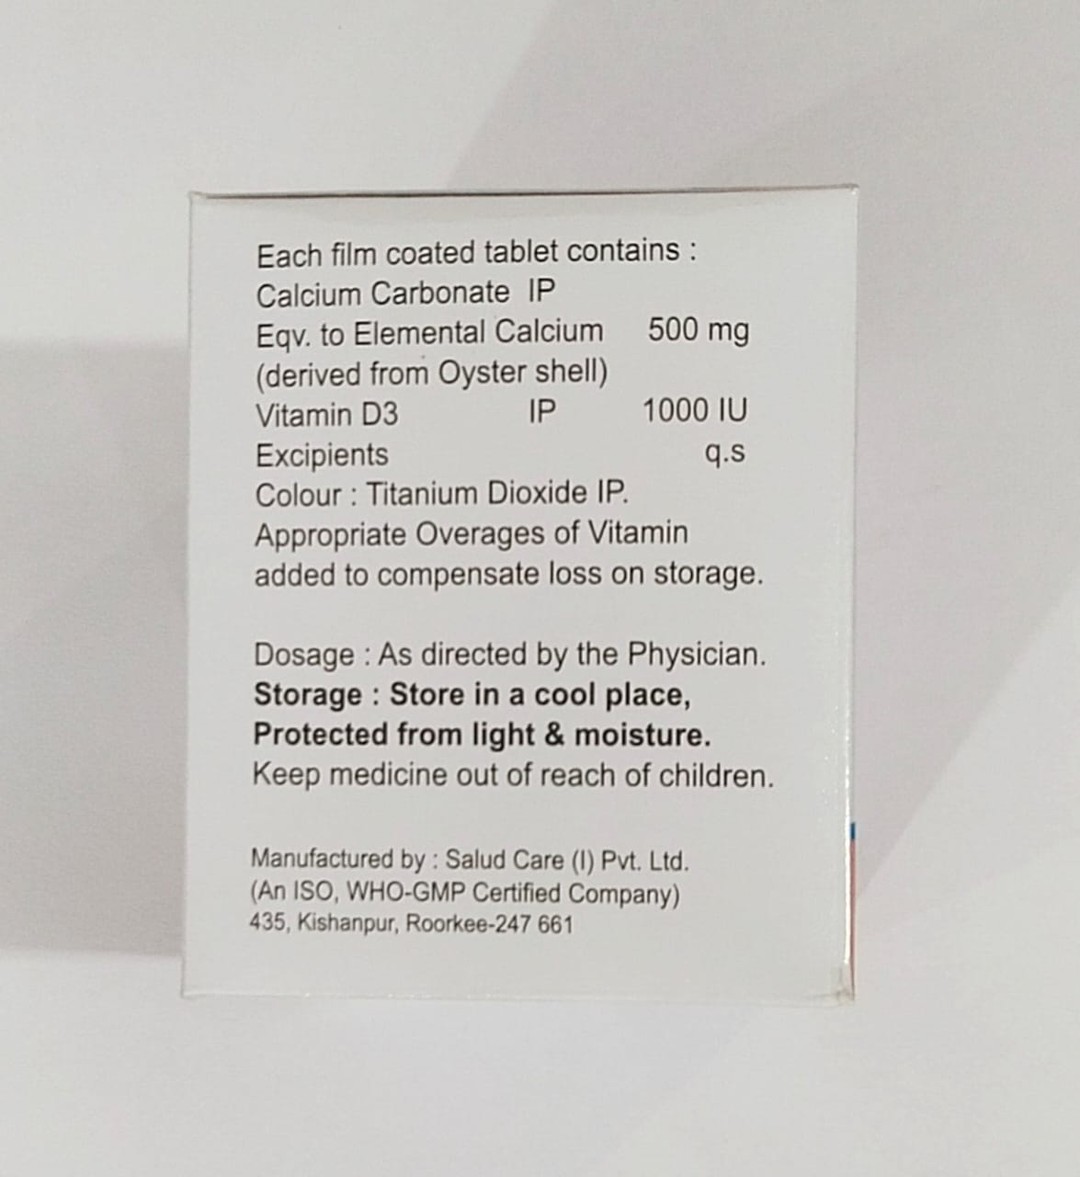 Each film coated tablet contains :
Calcium Carbonate IP
Eqv. to Elemental Calcium 500 mg
(derived from Oyster shell)
Vitamin D3 IP 1000 IU
Excipients q.s
Colour : Titanium Dioxide IP.
Appropriate Overages of Vitamin
added to compensate loss on storage.
Dosage : As directed by the Physician.
Storage : Store in a cool place,
Protected from light & moisture.
Keep medicine out of reach of children.
Manufactured by : Salud Care (I) Pvt. Ltd.
(An ISO, WHO-GMP Certified Company)
435, Kishanpur, Roorkee-247 661